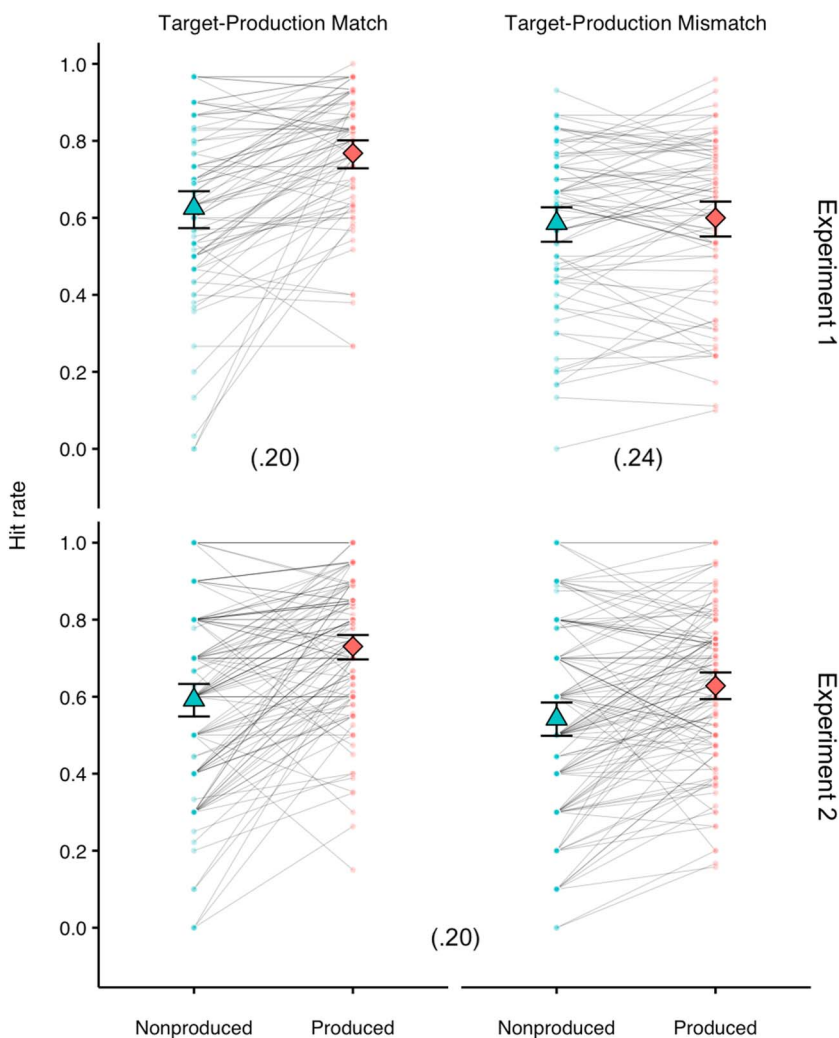 Target-Production Match
Target-Production Mismatch
1.0
0.8
0.6
0.4
0.2
0.0
(.20)
(.24)
Experiment 1
Hit rate
1.0
0.8
0.6
0.4
0.2
0.0
(.20)
Experiment 2
Nonproduced
Produced
Nonproduced
Produced